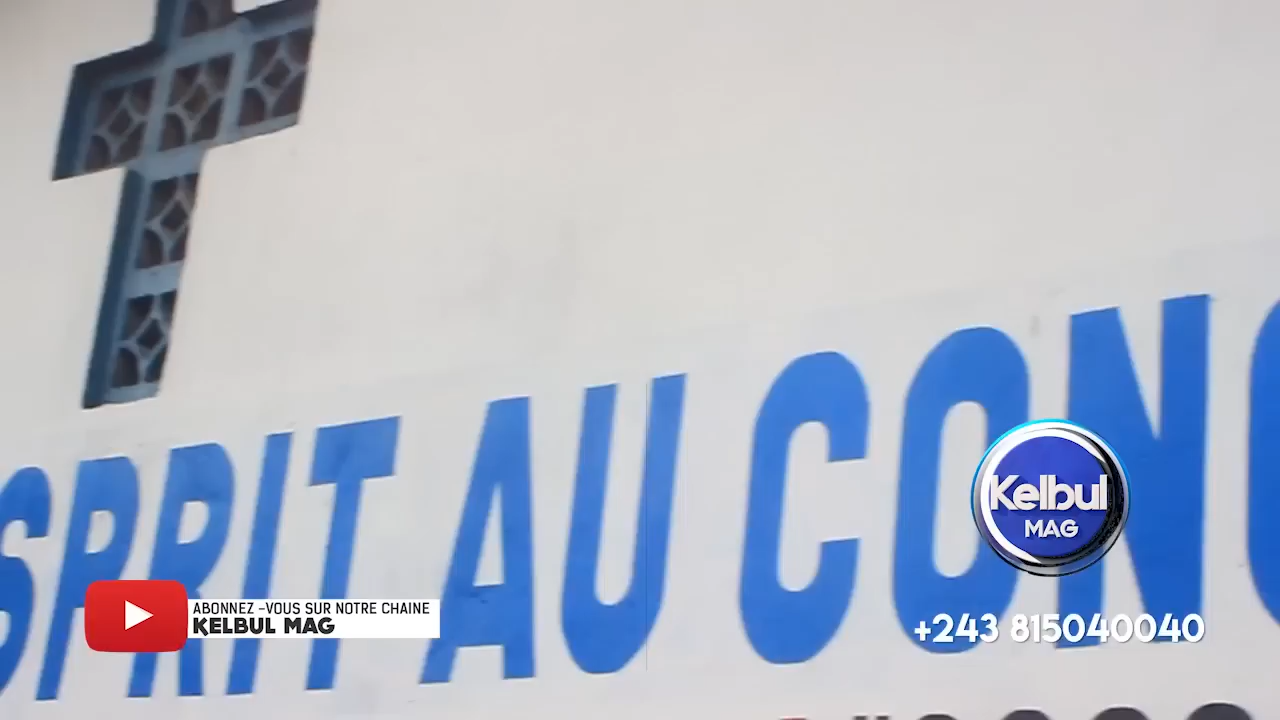 SPRIT AU CON
Kelbul
MAG
ABONNEZ -VOUS SUR NOTRE CHAINE
KELBUL MAG
+243 815040040